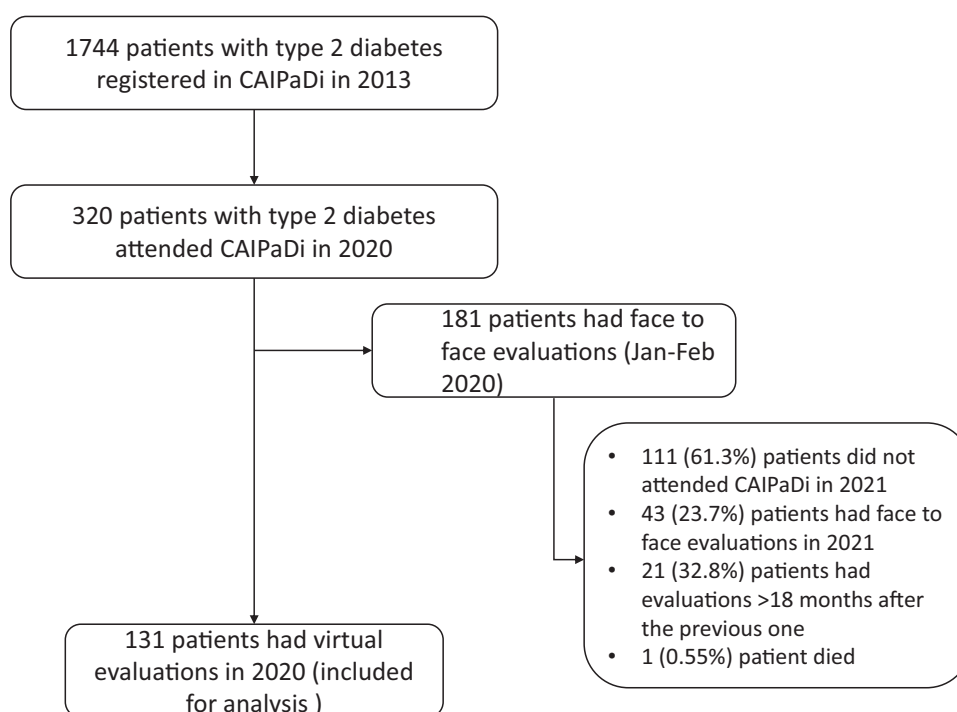 1744 patients with type 2 diabetes
registered in CAIPaDi in 2013
320 patients with type 2 diabetes
attended CAIPaDi in 2020
181 patients had face to
face evaluations (Jan-Feb
2020)
• 111 (61.3%) patients did not
attended CAIPaDi in 2021
• 43 (23.7%) patients had face to
face evaluations in 2021
• 21 (32.8%) patients had
evaluations >18 months after
the previous one
• 1 (0.55%) patient died
131 patients had virtual
evaluations in 2020 (included
for analysis )